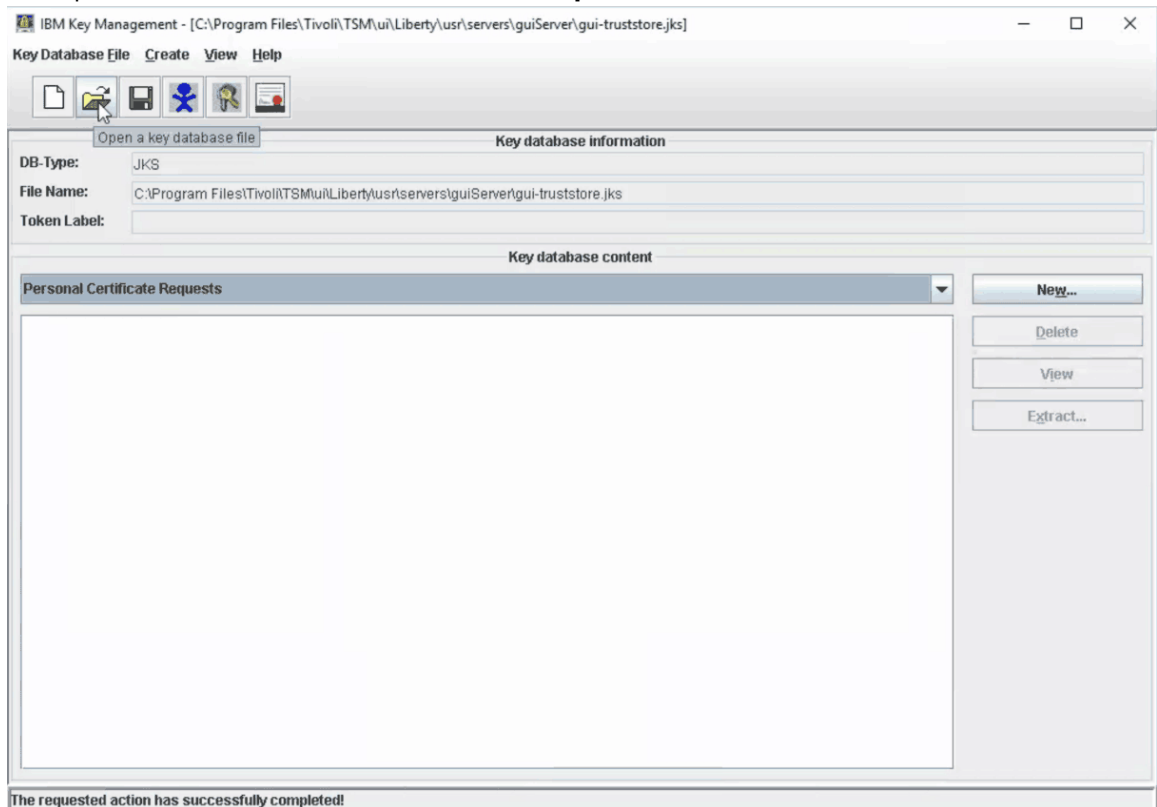 IBM Key Management - [C:\Program Files\Tivoli\TSM\ui\Liberty\usr\servers\guiServer\gui-truststore.jks]
Key Database File Create View Help
Open a key database file
Key database information
DB-Type: JKS
File Name: C:\Program Files\Tivoli\TSM\ui\Liberty\usr\servers\guiServer\gui-truststore.jks
Token Label:
Key database content
Personal Certificate Requests
New...
Delete
View
Extract...
The requested action has successfully completed!